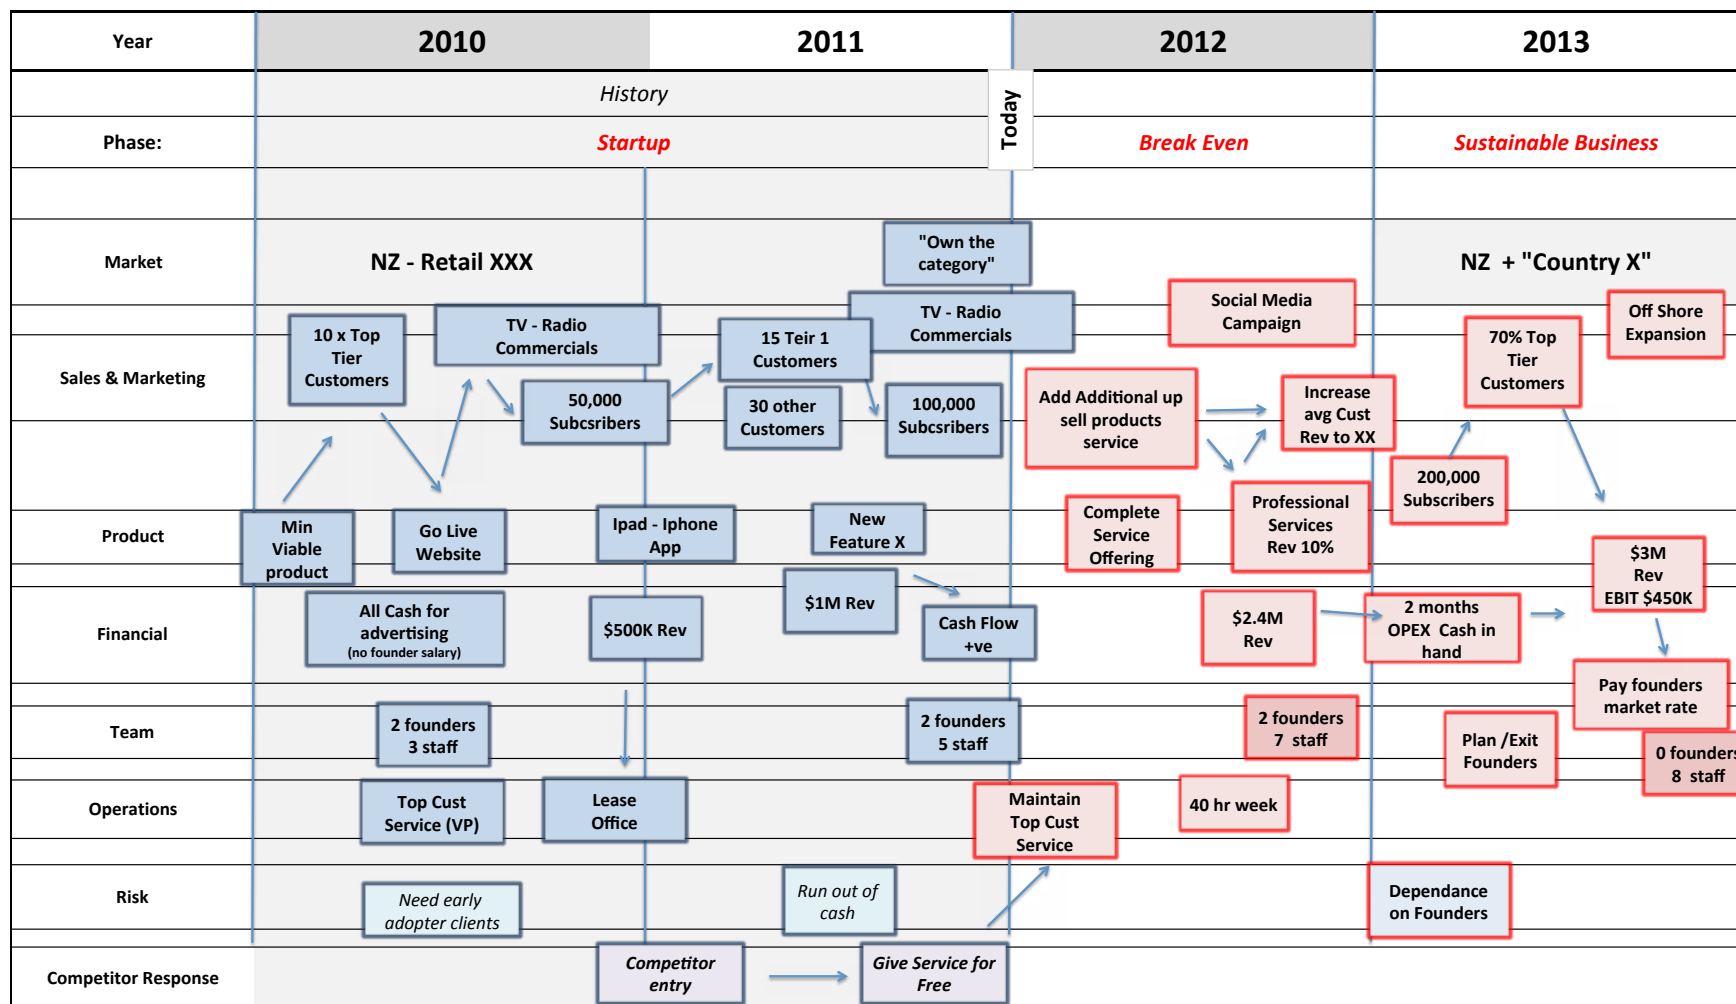 Year
2010
2011
2012
2013
History
Today
Phase:
Startup
Break Even
Sustainable Business
Market
NZ - Retail XXX
"Own the
category"
NZ + "Country X"
Sales & Marketing
10 x Top
Tier
Customers
TV - Radio
Commercials
50,000
Subcsribers
15 Teir 1
Customers
30 other
Customers
TV - Radio
Commercials
100,000
Subcsribers
Social Media
Campaign
Add Additional up
sell products
service
Increase
avg Cust
Rev to XX
70% Top
Tier
Customers
Off Shore
Expansion
200,000
Subscribers
Product
Min
Viable
product
Go Live
Website
Ipad - Iphone
App
New
Feature X
Complete
Service
Offering
Professional
Services
Rev 10%
Financial
All Cash for
advertising
(no founder salary)
$500K Rev
$1M Rev
Cash Flow
+ve
$2.4M
Rev
2 months
OPEX Cash in
hand
$3M
Rev
EBIT $450K
Pay founders
market rate
Team
2 founders
3 staff
2 founders
5 staff
2 founders
7 staff
Plan /Exit
Founders
0 founders
8 staff
Operations
Top Cust
Service (VP)
Lease
Office
Maintain
Top Cust
Service
40 hr week
Risk
Need early
adopter clients
Run out of
cash
Dependance
on Founders
Competitor Response
Competitor
entry
Give Service for
Free